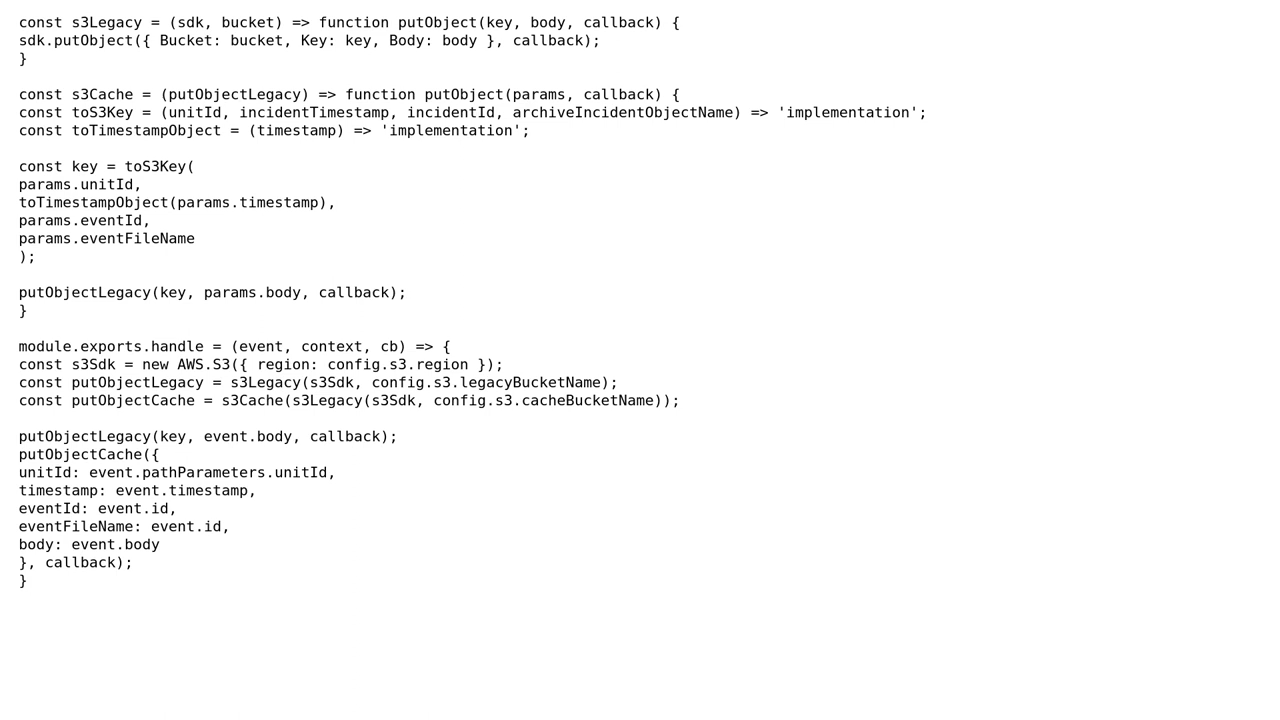 const s3Legacy = (sdk, bucket) => function putObject(key, body, callback) {
sdk.putObject({ Bucket: bucket, Key: key, Body: body }, callback);
}

const s3Cache = (putObjectLegacy) => function putObject(params, callback) {
const toS3Key = (unitId, incidentTimestamp, incidentId, archiveIncidentObjectName) => 'implementation';
const toTimestampObject = (timestamp) => 'implementation';

const key = toS3Key(
params.unitId,
toTimestampObject(params.timestamp),
params.eventId,
params.eventFileName
);

putObjectLegacy(key, params.body, callback);
}

module.exports.handle = (event, context, cb) => {
const s3Sdk = new AWS.S3({ region: config.s3.region });
const putObjectLegacy = s3Legacy(s3Sdk, config.s3.legacyBucketName);
const putObjectCache = s3Cache(s3Legacy(s3Sdk, config.s3.cacheBucketName));

putObjectLegacy(key, event.body, callback);
putObjectCache({
unitId: event.pathParameters.unitId,
timestamp: event.timestamp,
eventId: event.id,
eventFileName: event.id,
body: event.body
}, callback);
}